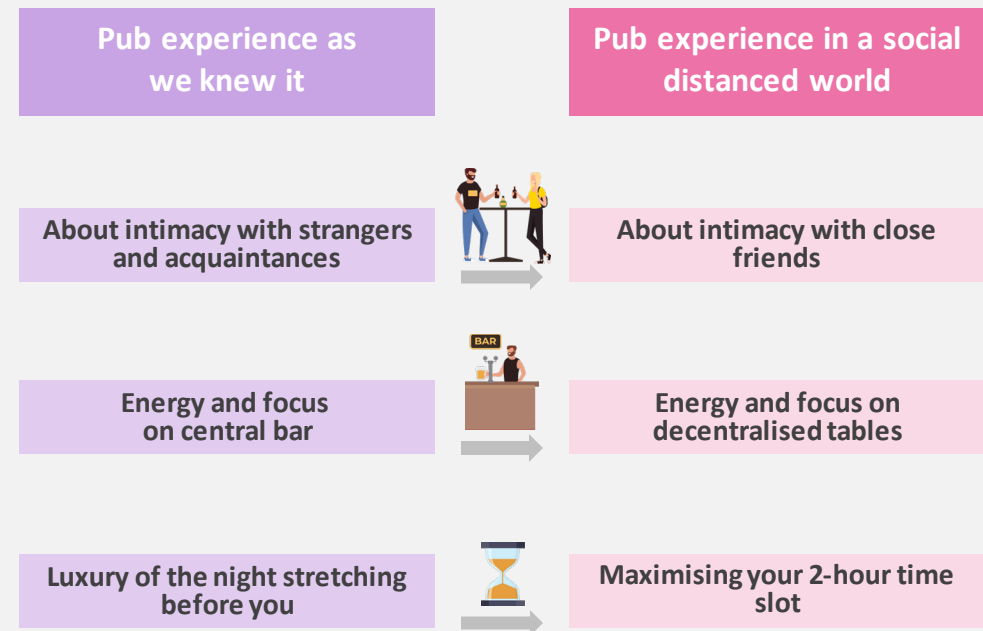 Pub experience as
we knew it
Pub experience in a social
distanced world
About intimacy with strangers
and acquaintances
About intimacy with close
friends
BAR
Energy and focus
on central bar
Energy and focus on
decentralised tables
Luxury of the night stretching
before you
Maximising your 2-hour time
slot